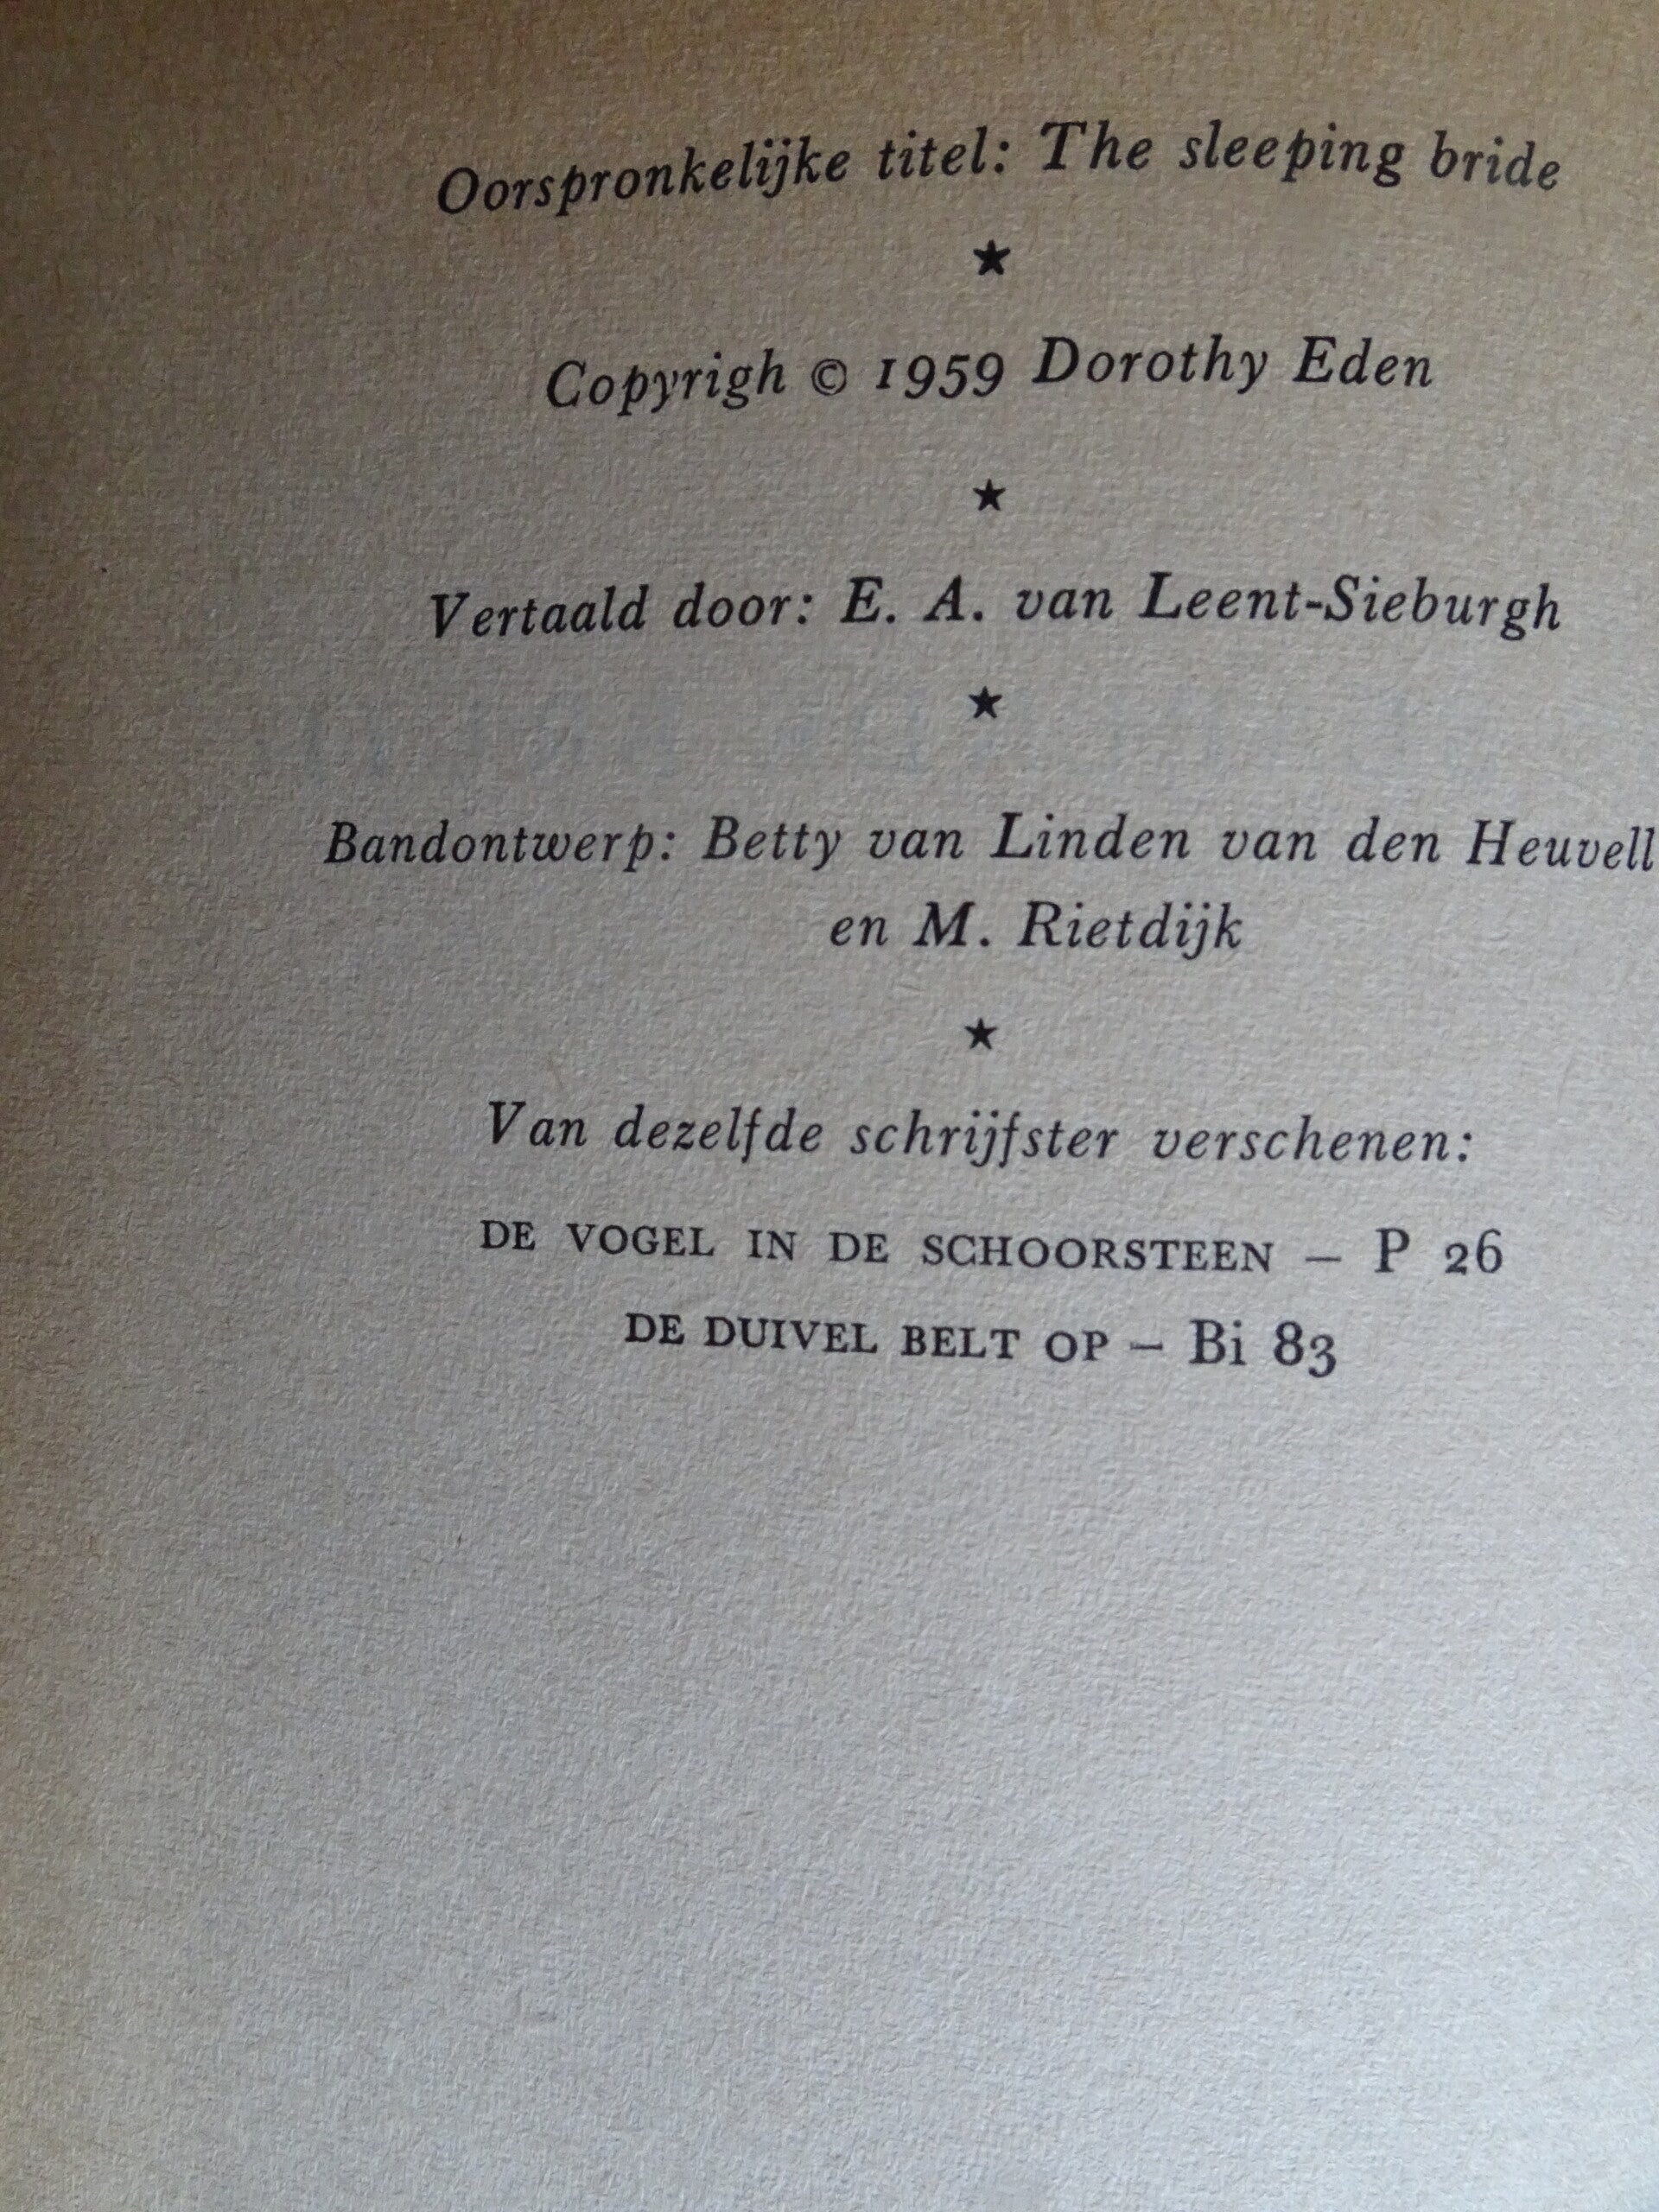 Oorspronkelijke titel: The sleeping bride
★
Copyrigh © 1959 Dorothy Eden
★
Vertaald door: E. A. van Leent-Sieburgh
★
Bandontwerp: Betty van Linden van den Heuvell
en M. Rietdijk
★
Van dezelfde schrijfster verschenen:
DE VOGEL IN DE SCHOORSTEEN – P 26
DE DUIVEL BELT OP – Bi 83